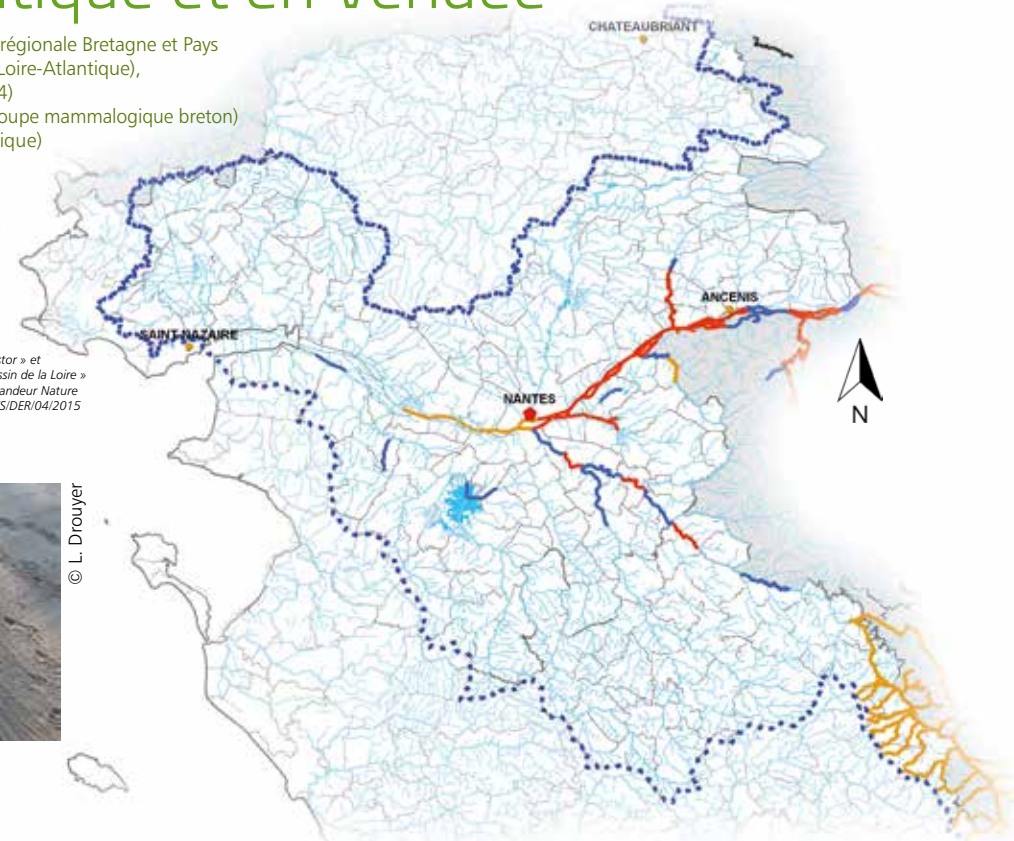 tique et en Vendée
régionale Bretagne et Pays
Loire-Atlantique),
4)
oupe mammalogique breton)
ique)
CHATEAUBRIANT
ANCENIS
SAINT-NAZAIRE
stor » et
ssin de la Loire »
andeur Nature
S/DER/04/2015
NANTES
N
© L. Drouyer